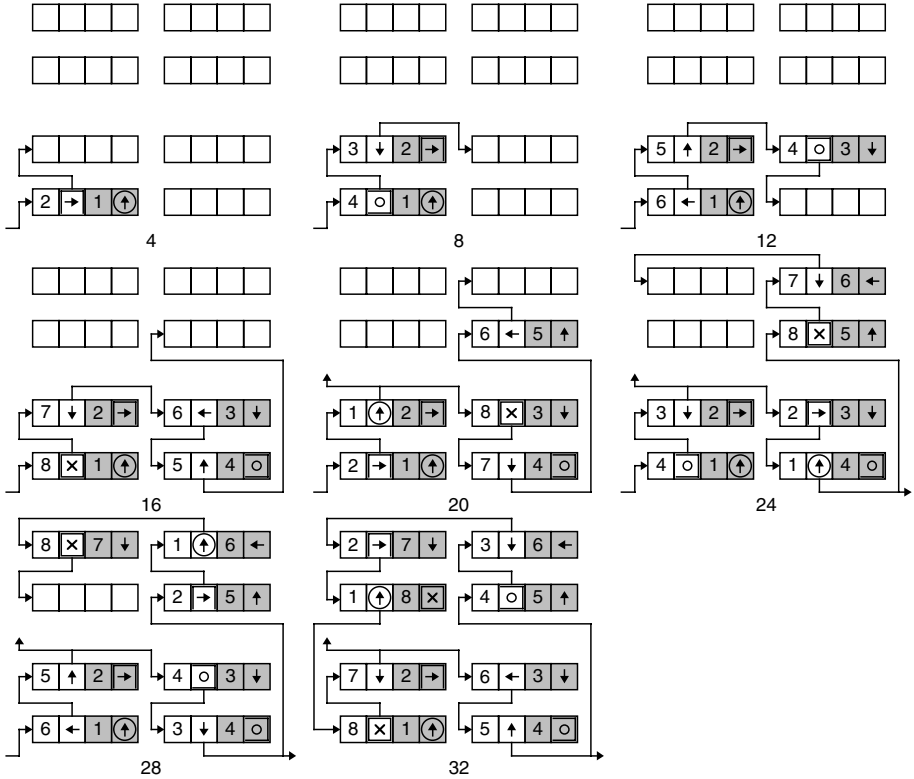 2 → 1 ↑
4
3 ↓ 2 →
4 ○ 1 ↑
8
5 ↑ 2 → 4 ○ 3 ↓
6 ← 1 ↑
12
7 ↓ 2 → 6 ← 3 ↓
8 × 1 ↑ 5 ↑ 4 ○
16
6 ← 5 ↑
1 ↑ 2 → 8 × 3 ↓
2 → 1 ↑ 7 ↓ 4 ○
20
7 ↓ 6 ←
8 × 5 ↑
3 ↓ 2 → 2 → 3 ↓
4 ○ 1 ↑ 1 ↑ 4 ○
24
8 × 7 ↓ 1 ↑ 6 ←
2 → 5 ↑
5 ↑ 2 → 4 ○ 3 ↓
6 ← 1 ↑ 3 ↓ 4 ○
28
2 → 7 ↓ 3 ↓ 6 ←
1 ↑ 8 × 4 ○ 5 ↑
7 ↓ 2 → 6 ← 3 ↓
8 × 1 ↑ 5 ↑ 4 ○
32